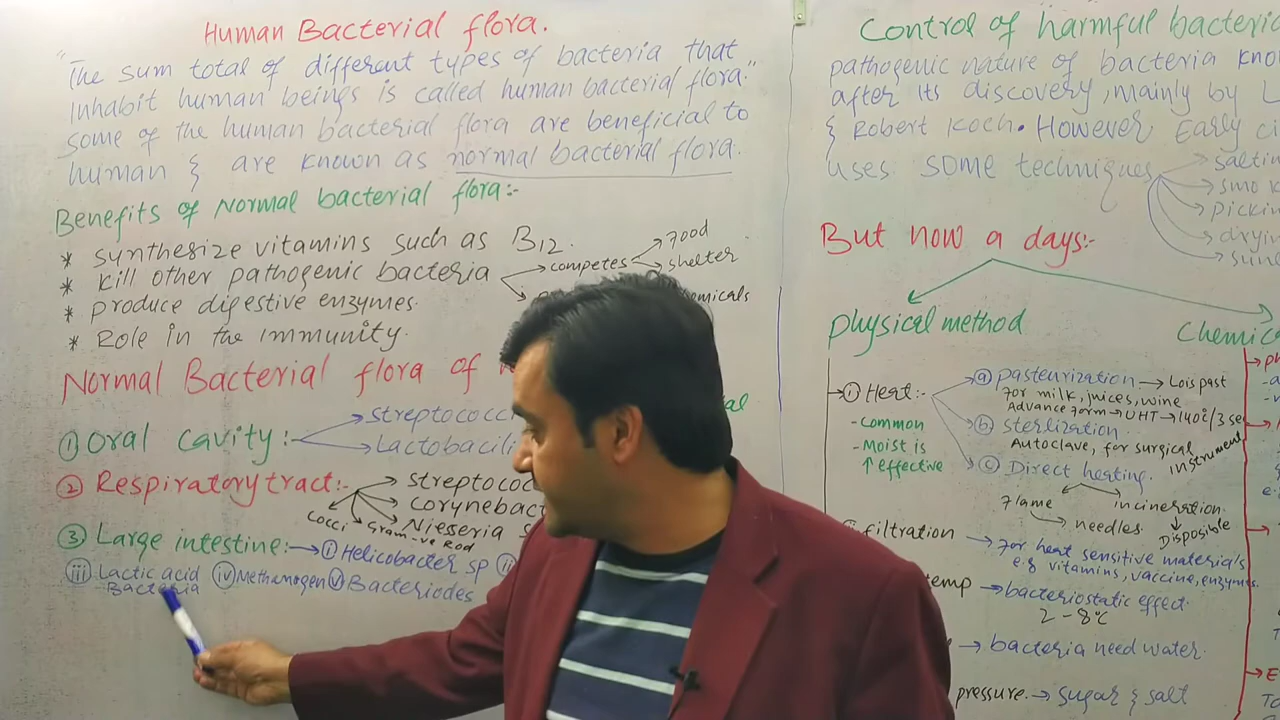 Human Bacterial flora.
"The sum total of different types of bacteria that
inhabit human beings is called human bacterial flora."
some of the human bacterial flora are beneficial to
human & are known as normal bacterial flora.
Benefits of Normal bacterial flora:-
* synthesize vitamins such as B12.
* kill other pathogenic bacteria
competes
food
shelter
* produce digestive enzymes.
* Role in the immunity.
Normal Bacterial flora of
① Oral cavity:-
Streptococc
Lactobacili
② Respiratory tract:-
streptococ
corynebact
Niesseria s
Gram-ve Rod
cocci
③ Large intestine:→ ① Helicobacter sp ⅱ
ⅲ Lactic acid Bacteria ⅳ Methanogen ⅴ Bacteriodes
Control of harmful bacteri
pathogenic nature of bacteria kno
after its discovery, mainly by L
& Robert Koch. However, Early ci
uses some techniques
saltin
smok
pickin
dryin
But now a days:-
physical method
Chemic
① Heat:-
-common
-Moist is
↑ effective
ⓐ pasteurization → Loispast
for milk, juices, wine
Advance form → UHT → 140°c/3 se
ⓑ sterlization
Autoclave, for surgical instrument
ⓒ Direct heating.
flame
needles
incineration.
Disposible
filtration → for heat sensitive materials
e.g vitamins, vaccine, enzymes.
temp → bacteriostatic effect.
2-8°c
→ bacteria need water.
pressure. → sugar & salt